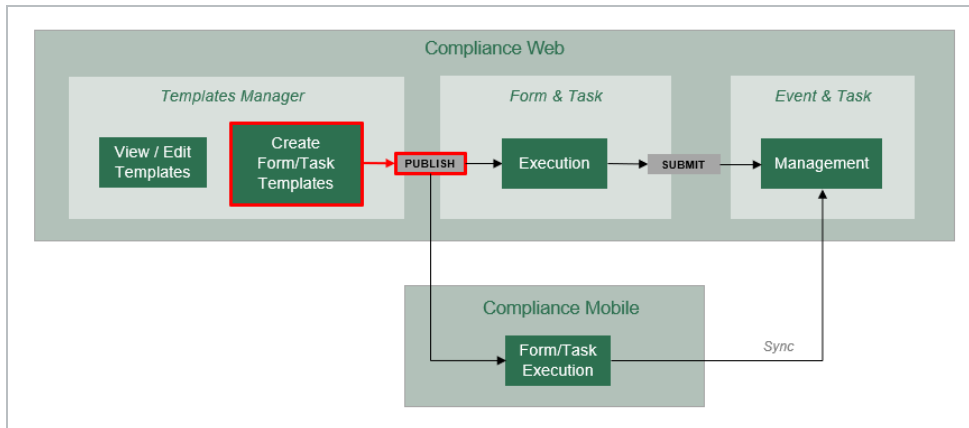 Compliance Web
Templates Manager
Form & Task
Event & Task
View / Edit
Templates
Create
Form/Task
Templates
PUBLISH
Execution
SUBMIT
Management
Compliance Mobile
Form/Task
Execution
Sync